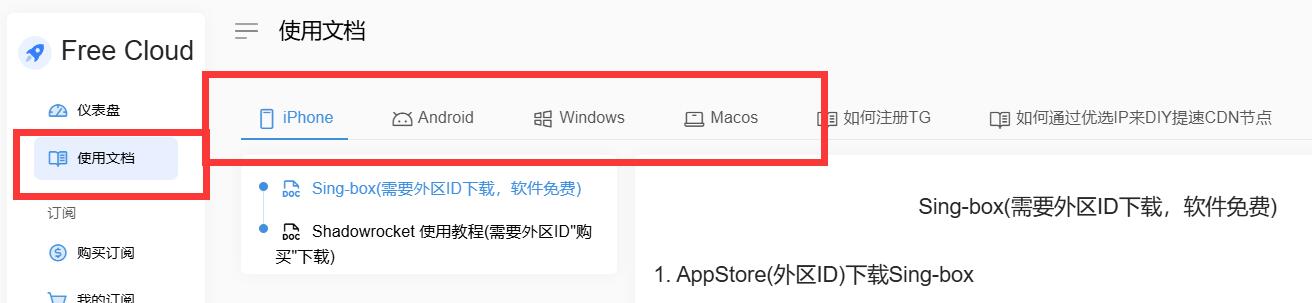 使用文档
Free Cloud
仪表盘
iPhone Android Windows Macos 如何注册TG 如何通过优选IP来DIY提速CDN节点
使用文档
Sing-box(需要外区ID下载，软件免费)
订阅
Sing-box(需要外区ID下载，软件免费)
Shadowrocket 使用教程(需要外区ID"购
买"下载)
购买订阅
1. AppStore(外区ID)下载Sing-box
我的订阅